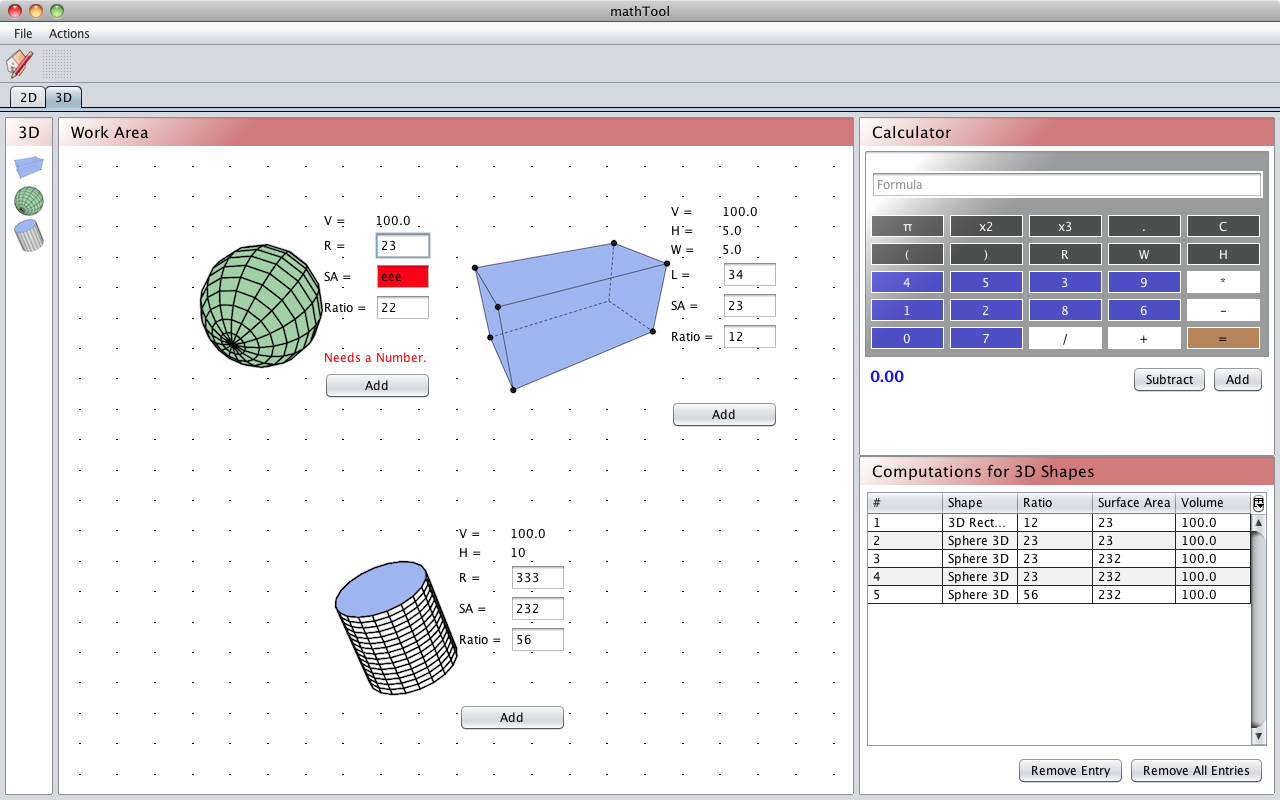 mathTool
File Actions
2D 3D
3D
Work Area
V = 100.0
R = 23
SA = eee
Ratio = 22
Needs a Number.
Add
V = 100.0
H = 5.0
W = 5.0
L = 34
SA = 23
Ratio = 12
Add
V = 100.0
H = 10
R = 333
SA = 232
Ratio = 56
Add
Calculator
Formula
π x2 x3 . C
( ) R W H
4 5 3 9 *
1 2 8 6 –
0 7 / + =
0.00 Subtract Add
Computations for 3D Shapes
# Shape Ratio Surface Area Volume
1 3D Rect... 12 23 100.0
2 Sphere 3D 23 23 100.0
3 Sphere 3D 23 232 100.0
4 Sphere 3D 23 232 100.0
5 Sphere 3D 56 232 100.0
Remove Entry Remove All Entries